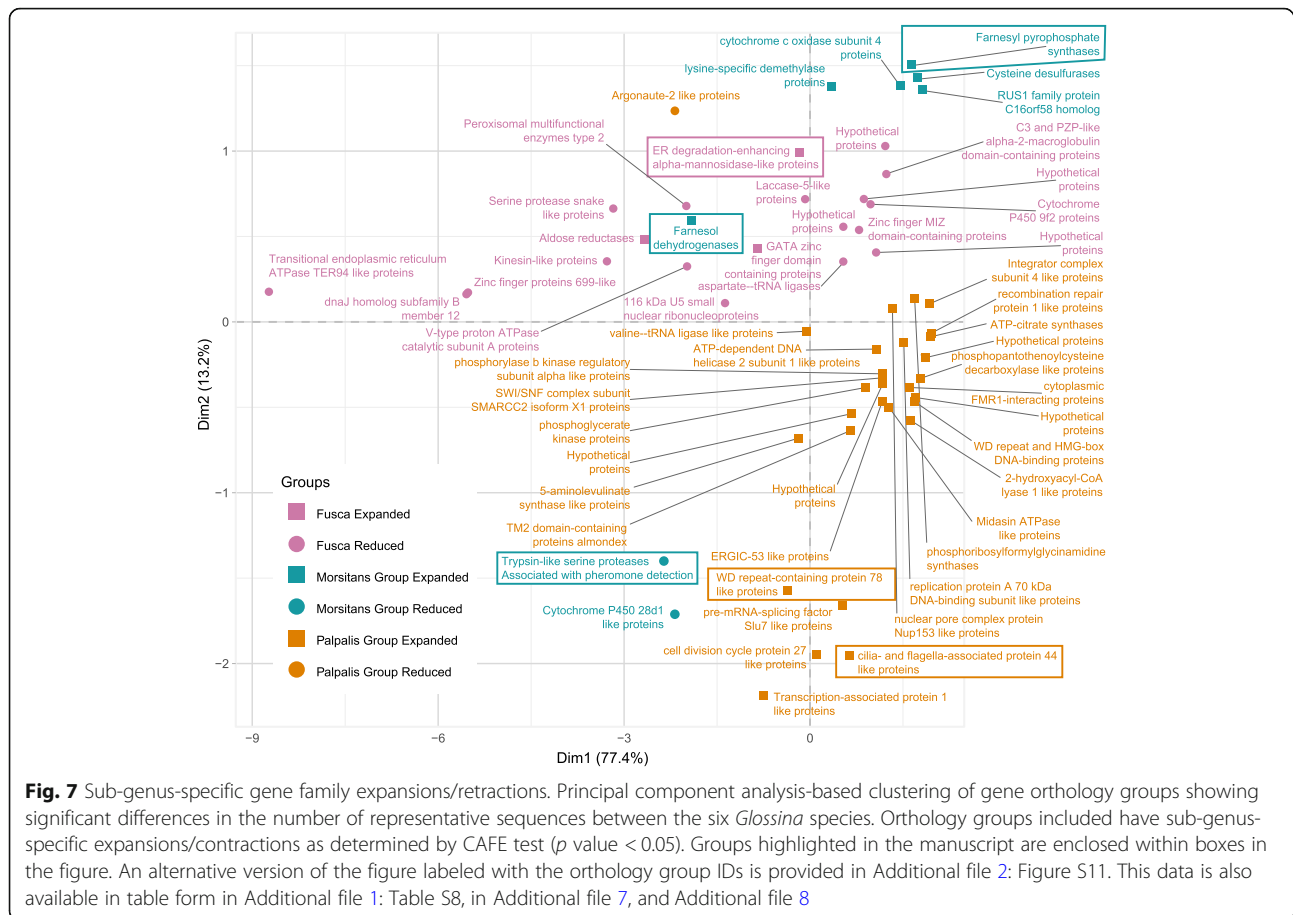 cytochrome c oxidase subunit 4
proteins
Farnesyl pyrophosphate
synthases
lysine-specific demethylase
proteins
Cysteine desulfurases
RUS1 family protein
C16orf58 homolog
Argonaute-2 like proteins
Peroxisomal multifunctional
enzymes type 2
Hypothetical
proteins
C3 and PZP-like
alpha-2-macroglobulin
domain-containing proteins
1
ER degradation-enhancing
alpha-mannosidase-like proteins
Laccase-5-like
proteins
Hypothetical
proteins
Serine protease snake
like proteins
Cytochrome
P450 9f2 proteins
Hypothetical
proteins
Zinc finger MIZ
domain-containing proteins
Farnesol
dehydrogenases
Aldose reductases
GATA zinc
finger domain
containing proteins
Hypothetical
proteins
Transitional endoplasmic reticulum
ATPase TER94 like proteins
Kinesin-like proteins
Zinc finger proteins 699-like
aspartate--tRNA ligases
Integrator complex
subunit 4 like proteins
dnaJ homolog subfamily B
member 12
116 kDa U5 small
nuclear ribonucleoproteins
recombination repair
protein 1 like proteins
0
V-type proton ATPase
catalytic subunit A proteins
valine--tRNA ligase like proteins
ATP-citrate synthases
ATP-dependent DNA
helicase 2 subunit 1 like proteins
Hypothetical proteins
phosphorylase b kinase regulatory
subunit alpha like proteins
phosphopantothenoylcysteine
decarboxylase like proteins
SWI/SNF complex subunit
SMARCC2 isoform X1 proteins
cytoplasmic
FMR1-interacting proteins
phosphoglycerate
kinase proteins
Hypothetical
proteins
Hypothetical
proteins
WD repeat and HMG-box
DNA-binding proteins
5-aminolevulinate
synthase like proteins
Hypothetical
proteins
2-hydroxyacyl-CoA
lyase 1 like proteins
−1
TM2 domain-containing
proteins almondex
Midasin ATPase
like proteins
ERGIC-53 like proteins
phosphoribosylformylglycinamidine
synthases
Trypsin-like serine proteases
Associated with pheromone detection
WD repeat-containing protein 78
like proteins
replication protein A 70 kDa
DNA-binding subunit like proteins
Cytochrome P450 28d1
like proteins
pre-mRNA-splicing factor
Slu7 like proteins
nuclear pore complex protein
Nup153 like proteins
cell division cycle protein 27
like proteins
cilia- and flagella-associated protein 44
like proteins
−2
Transcription-associated protein 1
like proteins
Dim2 (13.2%)
Groups
Fusca Expanded
Fusca Reduced
Morsitans Group Expanded
Morsitans Group Reduced
Palpalis Group Expanded
Palpalis Group Reduced
−9
−6
−3
0
Dim1 (77.4%)
Fig. 7 Sub-genus-specific gene family expansions/retractions. Principal component analysis-based clustering of gene orthology groups showing
significant differences in the number of representative sequences between the six Glossina species. Orthology groups included have sub-genus-
specific expansions/contractions as determined by CAFE test (p value < 0.05). Groups highlighted in the manuscript are enclosed within boxes in
the figure. An alternative version of the figure labeled with the orthology group IDs is provided in Additional file 2: Figure S11. This data is also
available in table form in Additional file 1: Table S8, in Additional file 7, and Additional file 8